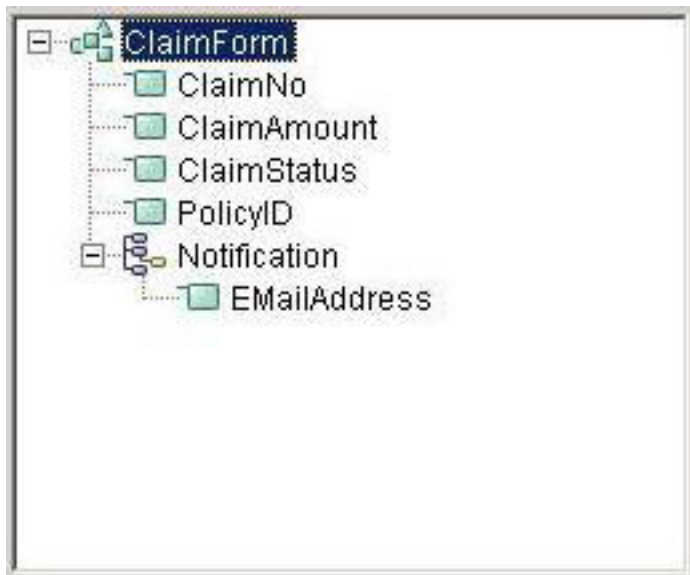 ClaimForm
ClaimNo
ClaimAmount
ClaimStatus
PolicyID
Notification
EMailAddress